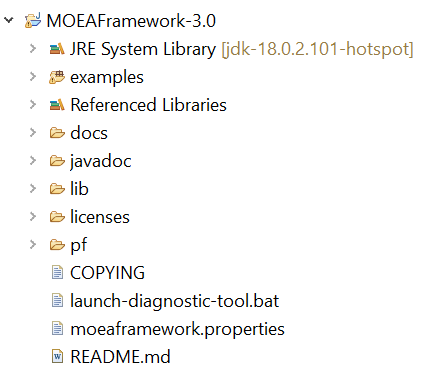 MOEAFramework-3.0
JRE System Library [jdk-18.0.2.101-hotspot]
examples
Referenced Libraries
docs
javadoc
lib
licenses
pf
COPYING
launch-diagnostic-tool.bat
moeaframework.properties
README.md